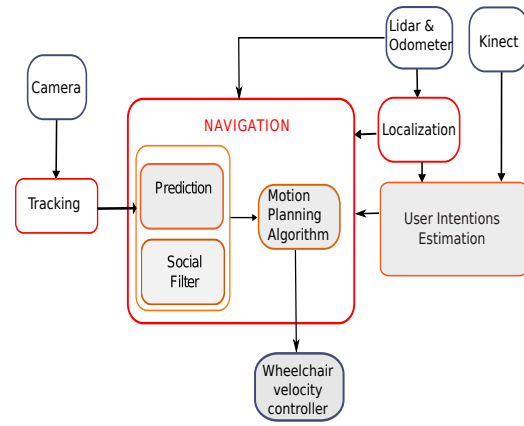 Lidar &
Odometer
Kinect
Camera
NAVIGATION
Localization
Prediction
Tracking
Motion
Planning
Algorithm
User Intentions
Estimation
Social
Filter
Wheelchair
velocity
controller